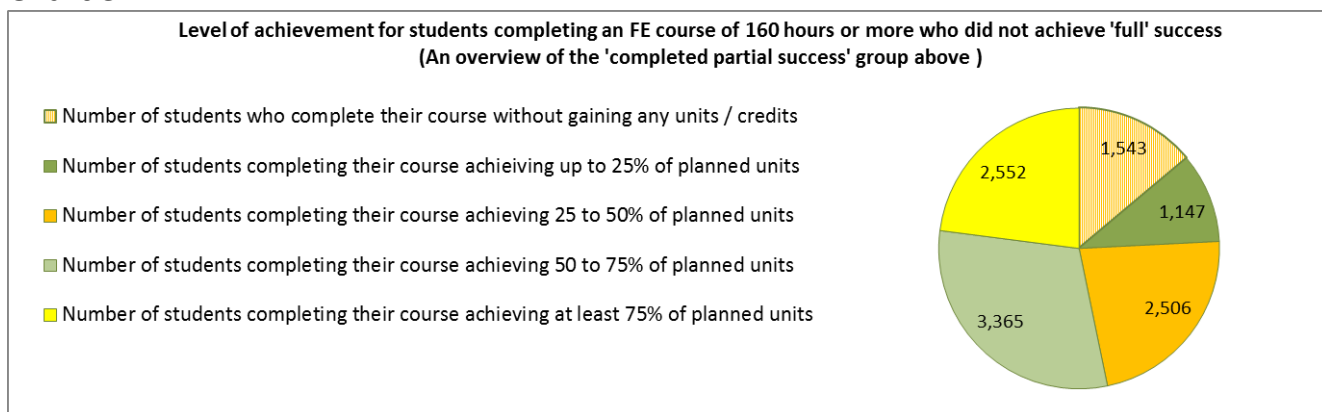 Level of achievement for students completing an FE course of 160 hours or more who did not achieve 'full' success
(An overview of the 'completed partial success' group above )
Number of students who complete their course without gaining any units / credits
Number of students completing their course achieiving up to 25% of planned units
Number of students completing their course achieving 25 to 50% of planned units
Number of students completing their course achieving 50 to 75% of planned units
Number of students completing their course achieving at least 75% of planned units
1,543
1,147
2,506
3,365
2,552